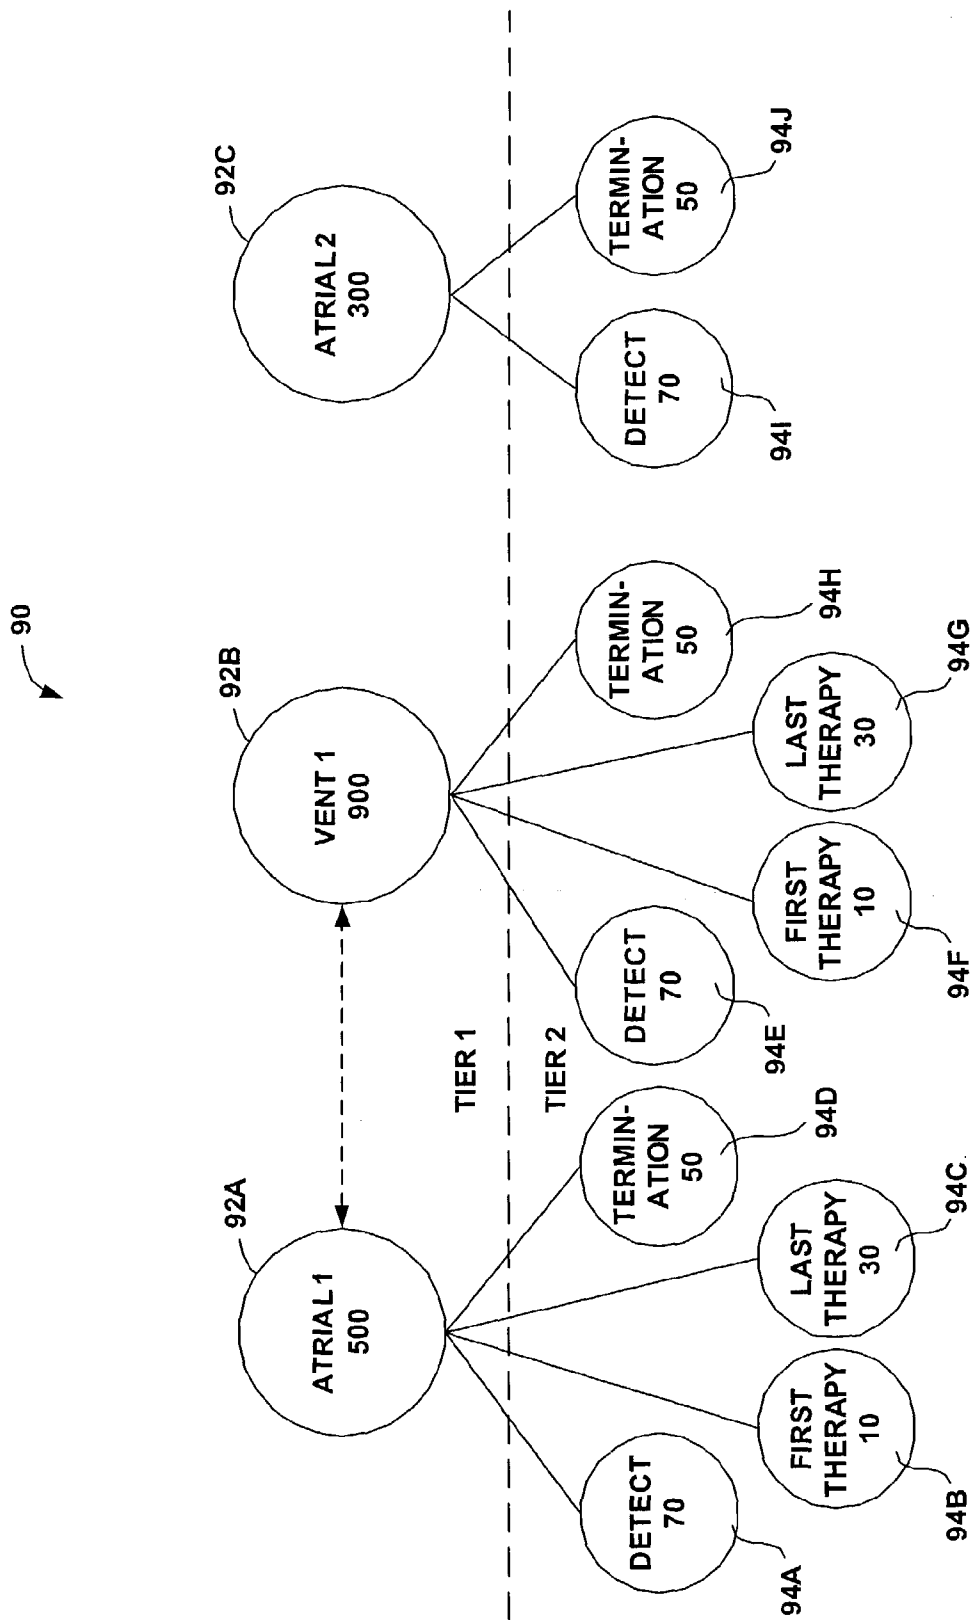 90
92A
ATRIAL 1
500
92B
VENT 1
900
92C
ATRIAL 2
300
TIER 1
TIER 2
DETECT
70
94A
FIRST
THERAPY
10
94B
LAST
THERAPY
30
94C
TERMIN-
ATION
50
94D
DETECT
70
94E
FIRST
THERAPY
10
94F
LAST
THERAPY
30
94G
TERMIN-
ATION
50
94H
DETECT
70
94I
TERMIN-
ATION
50
94J